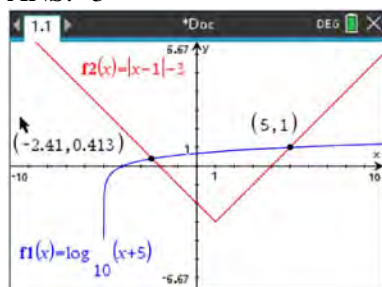 1.1 *Doc DEG
6.67 y
f2(x)=|x-1|-3
(5,1)
(-2.41,0.413)
1
x
-10 1 10
f1(x)=log10(x+5)
-6.67